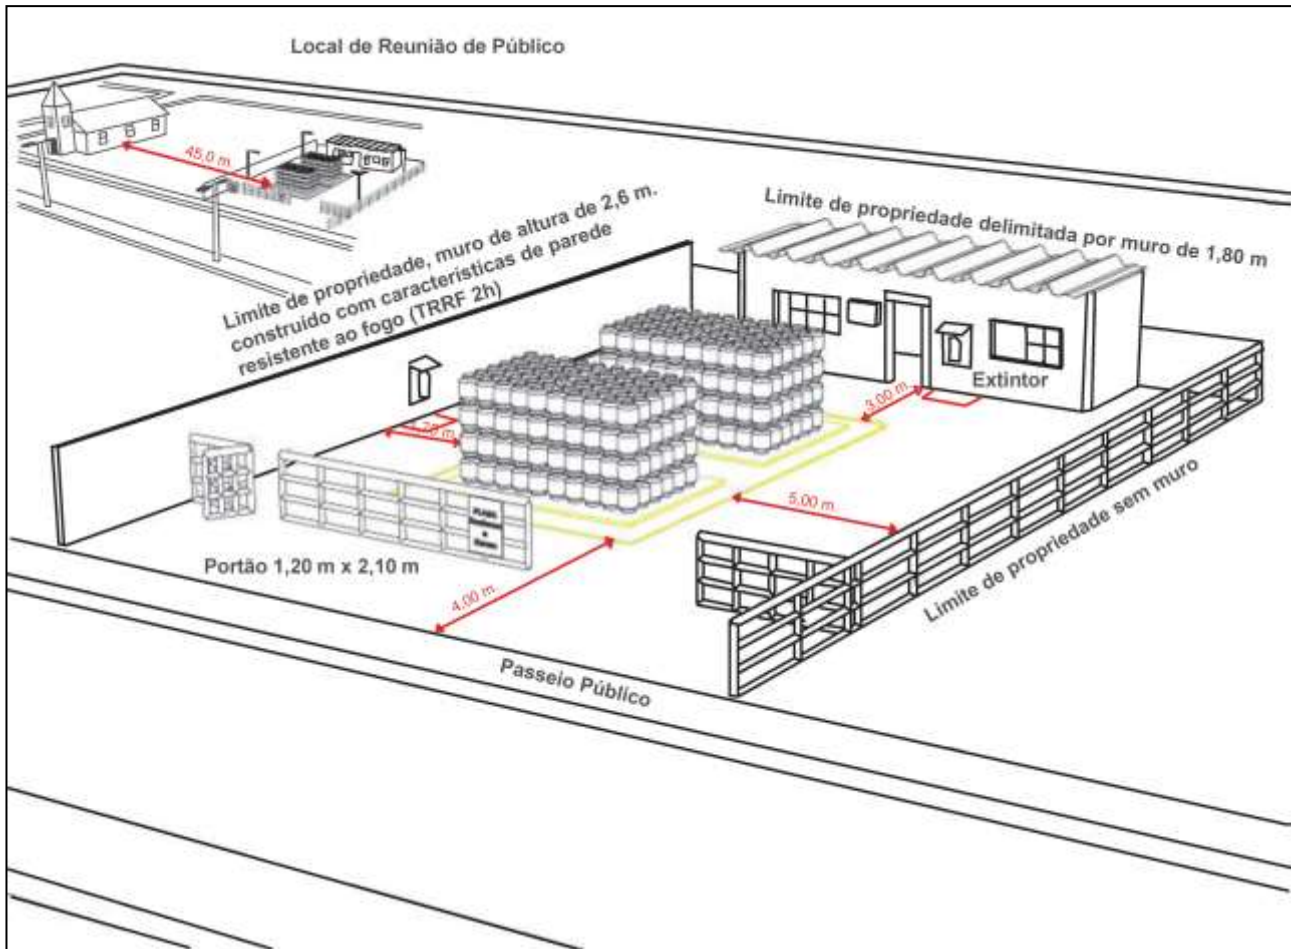 Local de Reunião de Público
45,0 m.
Limite de propriedade, muro de altura de 2,6 m.
construído com características de parede
resistente ao fogo (TRRF 2h)
Limite de propriedade delimitada por muro de 1,80 m
Extintor
3,00 m.
5,00 m.
Limite de propriedade sem muro
Portão 1,20 m x 2,10 m
4,00 m.
Passeio Público